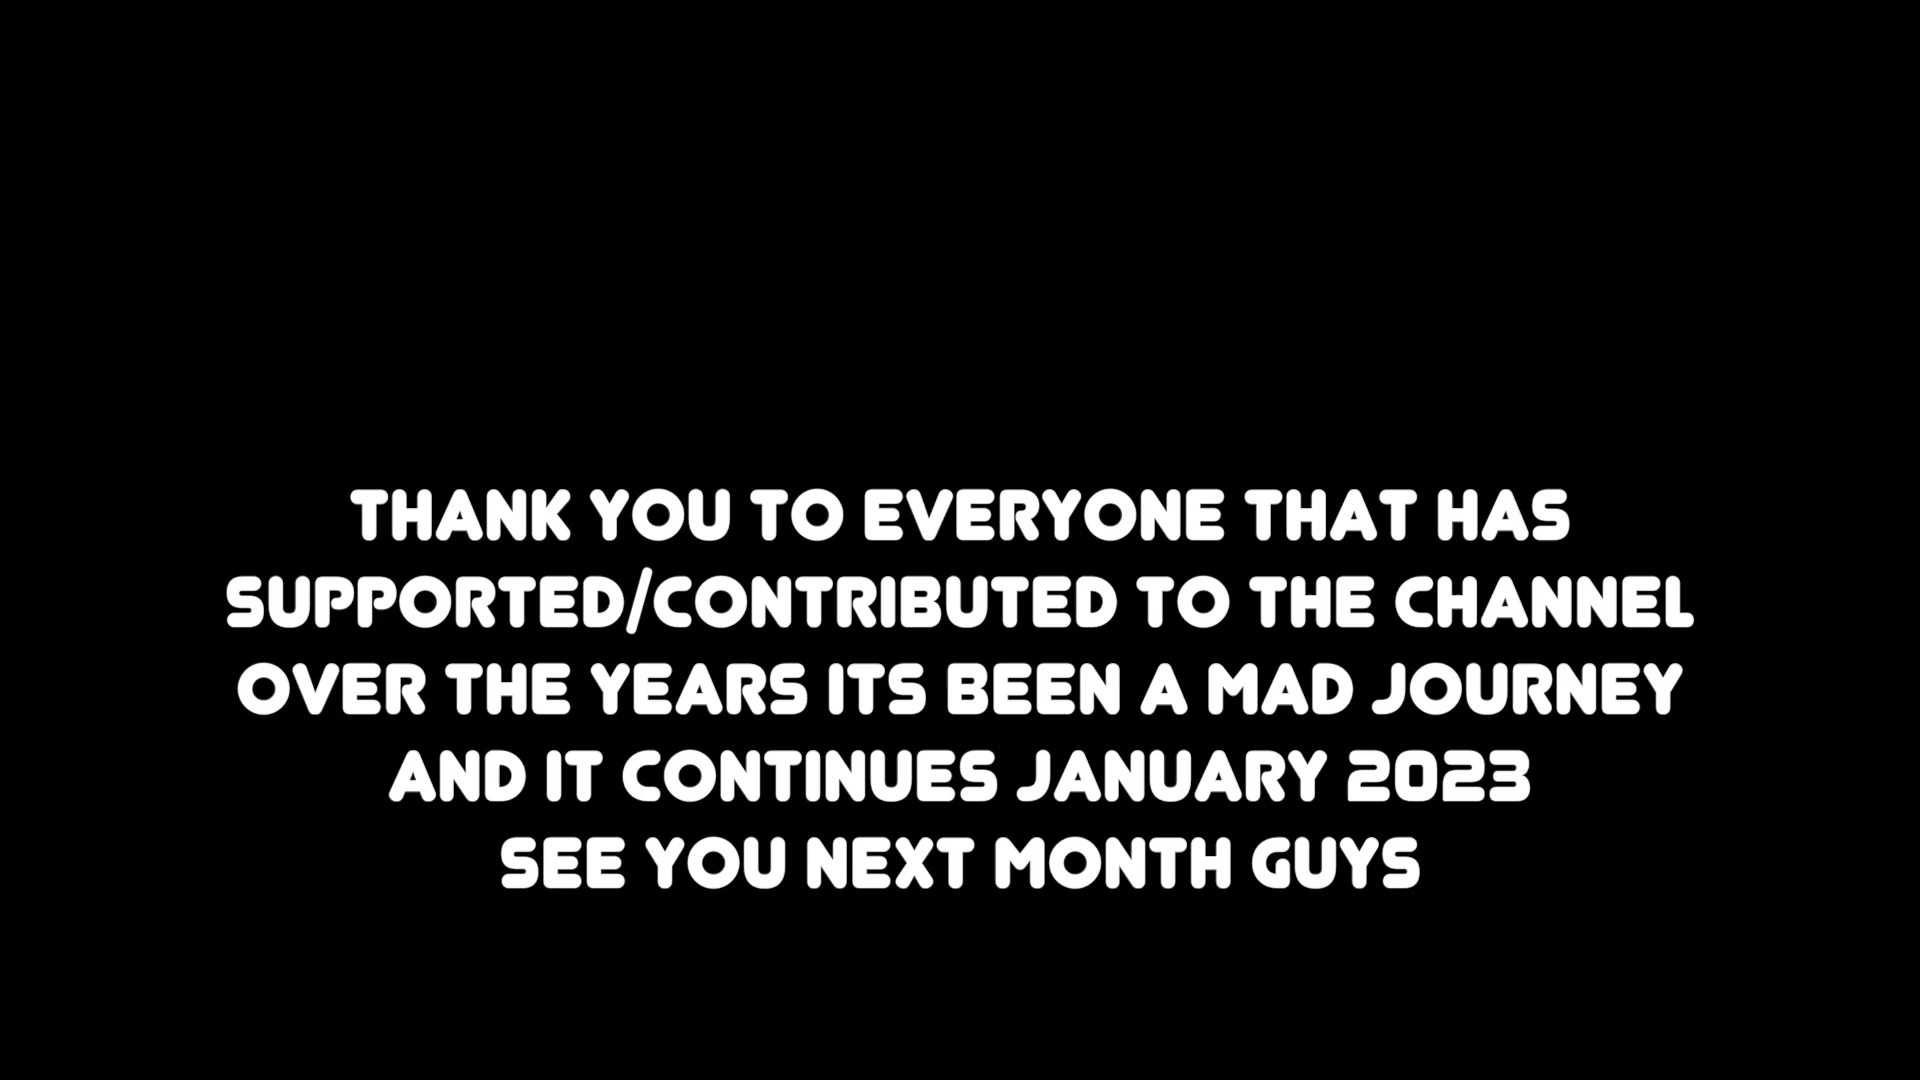 THANK YOU TO EVERYONE THAT HAS
SUPPORTED/CONTRIBUTED TO THE CHANNEL
OVER THE YEARS ITS BEEN A MAD JOURNEY
AND IT CONTINUES JANUARY 2023
SEE YOU NEXT MONTH GUYS